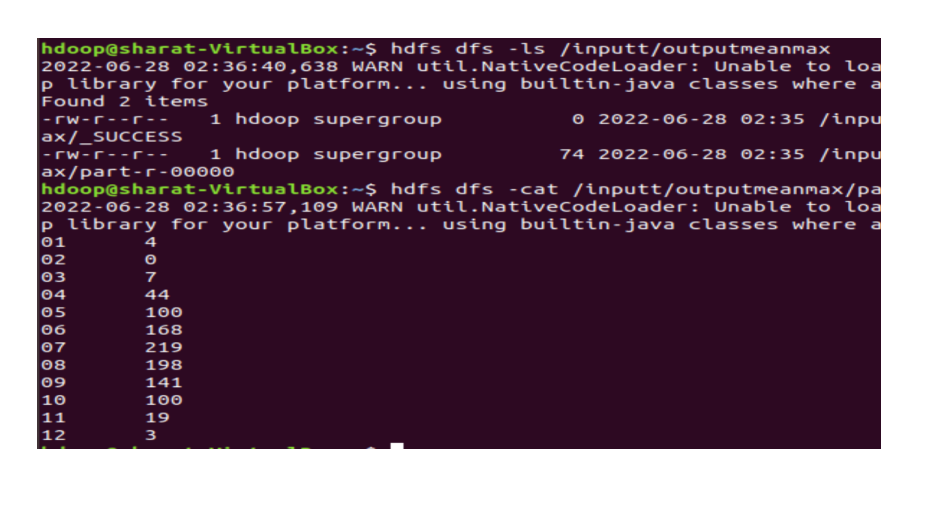 hdoop@sharat-VirtualBox:~$ hdfs dfs -ls /inputt/outputmeanmax
2022-06-28 02:36:40,638 WARN util.NativeCodeLoader: Unable to loa
p library for your platform... using builtin-java classes where a
Found 2 items
-rw-r--r--   1 hdoop supergroup          0 2022-06-28 02:35 /inpu
ax/_SUCCESS
-rw-r--r--   1 hdoop supergroup         74 2022-06-28 02:35 /inpu
ax/part-r-00000
hdoop@sharat-VirtualBox:~$ hdfs dfs -cat /inputt/outputmeanmax/pa
2022-06-28 02:36:57,109 WARN util.NativeCodeLoader: Unable to loa
p library for your platform... using builtin-java classes where a
01	4
02	0
03	7
04	44
05	100
06	168
07	219
08	198
09	141
10	100
11	19
12	3